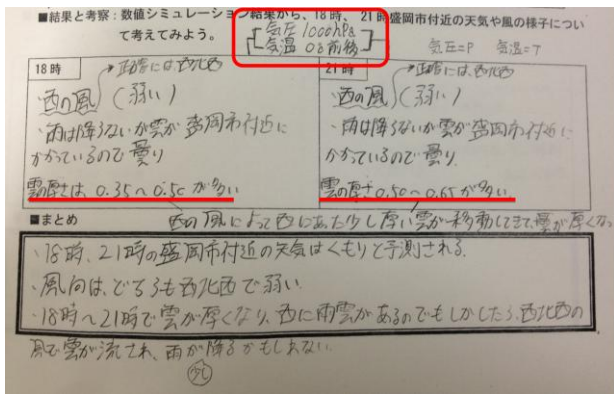 ■結果と考察：数値シミュレーション結果から、18時、21時盛岡市付近の天気や風の様子について考えてみよう。
気圧 1000hPa
気温 0℃前後
気圧=P 気温=T
18時
→正確には西北西
・西の風 (弱い)
・雨は降らないが雲が盛岡市付近に
かかっているので曇り
雲の厚さは、0.35〜0.50が多い
21時
→正確には、西北西
・西の風 (弱い)
・雨は降らないが雲が盛岡市付近に
かかっているので曇り.
雲の厚さ 0.50〜0.65が多い
■まとめ
西の風によって西にあった少し厚い雲が移動してきて、雲が厚くなっ
・18時、21時の盛岡市付近の天気はくもりと予測される.
・風向は、どちらも西北西で弱い.
・18時〜21時で雲が厚くなり、西に雨雲があるのでもしかしたら、西北西の
風で雲が流され、雨が降るかもしれない.
少し